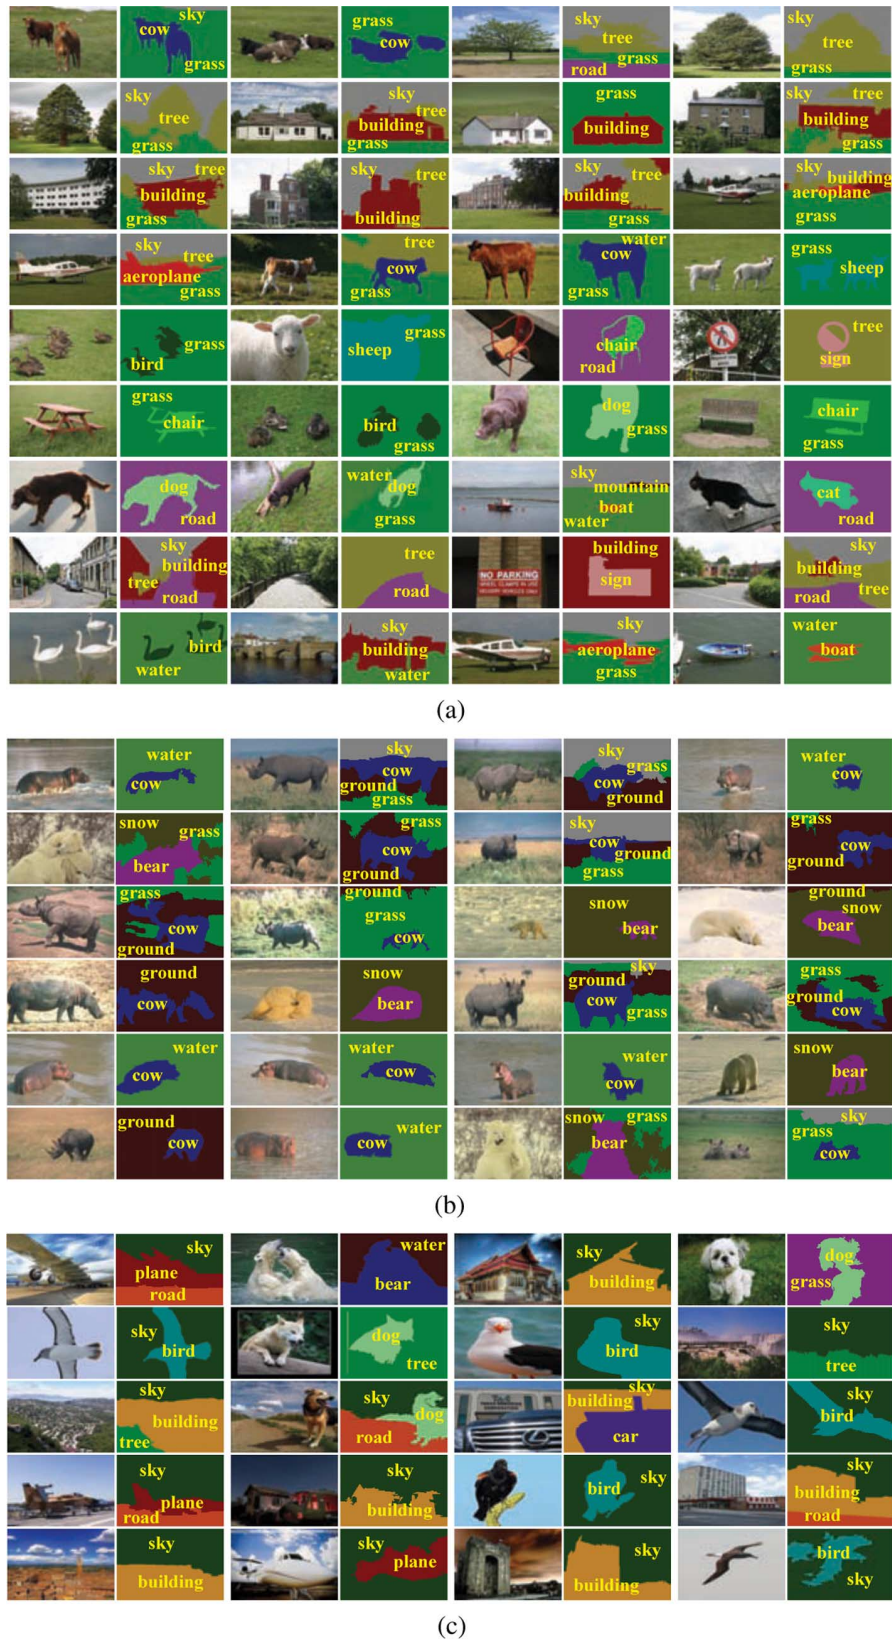 sky
cow
grass
grass
cow
sky
tree
grass
road
tree
grass
sky
tree
grass
sky
tree
building
grass
grass
building
sky
tree
building
grass
sky
tree
building
grass
sky
tree
building
sky
tree
building
grass
sky
building
aeroplane
grass
sky
tree
aeroplane
grass
tree
cow
grass
water
cow
grass
grass
sheep
grass
bird
grass
sheep
chair
road
tree
sign
grass
chair
bird
grass
dog
grass
chair
grass
dog
road
water
dog
grass
sky
mountain
boat
water
cat
road
sky
building
tree
road
tree
road
NO PARKING
building
sign
sky
building
road
tree
bird
water
sky
building
water
sky
aeroplane
grass
water
boat
(a)
water
cow
sky
cow
ground
grass
sky
grass
cow
ground
water
cow
snow
grass
bear
grass
cow
ground
sky
cow
ground
grass
grass
cow
ground
grass
cow
ground
ground
grass
cow
snow
bear
ground
snow
bear
ground
cow
snow
bear
sky
ground
cow
grass
grass
ground
cow
water
cow
water
cow
water
cow
snow
bear
ground
cow
water
cow
snow
grass
bear
sky
grass
cow
(b)
sky
plane
road
water
bear
sky
building
dog
grass
sky
bird
dog
tree
sky
bird
sky
tree
sky
building
tree
sky
dog
road
sky
building
car
sky
bird
sky
plane
road
sky
building
bird
sky
sky
building
road
sky
building
sky
plane
sky
building
bird
sky
(c)